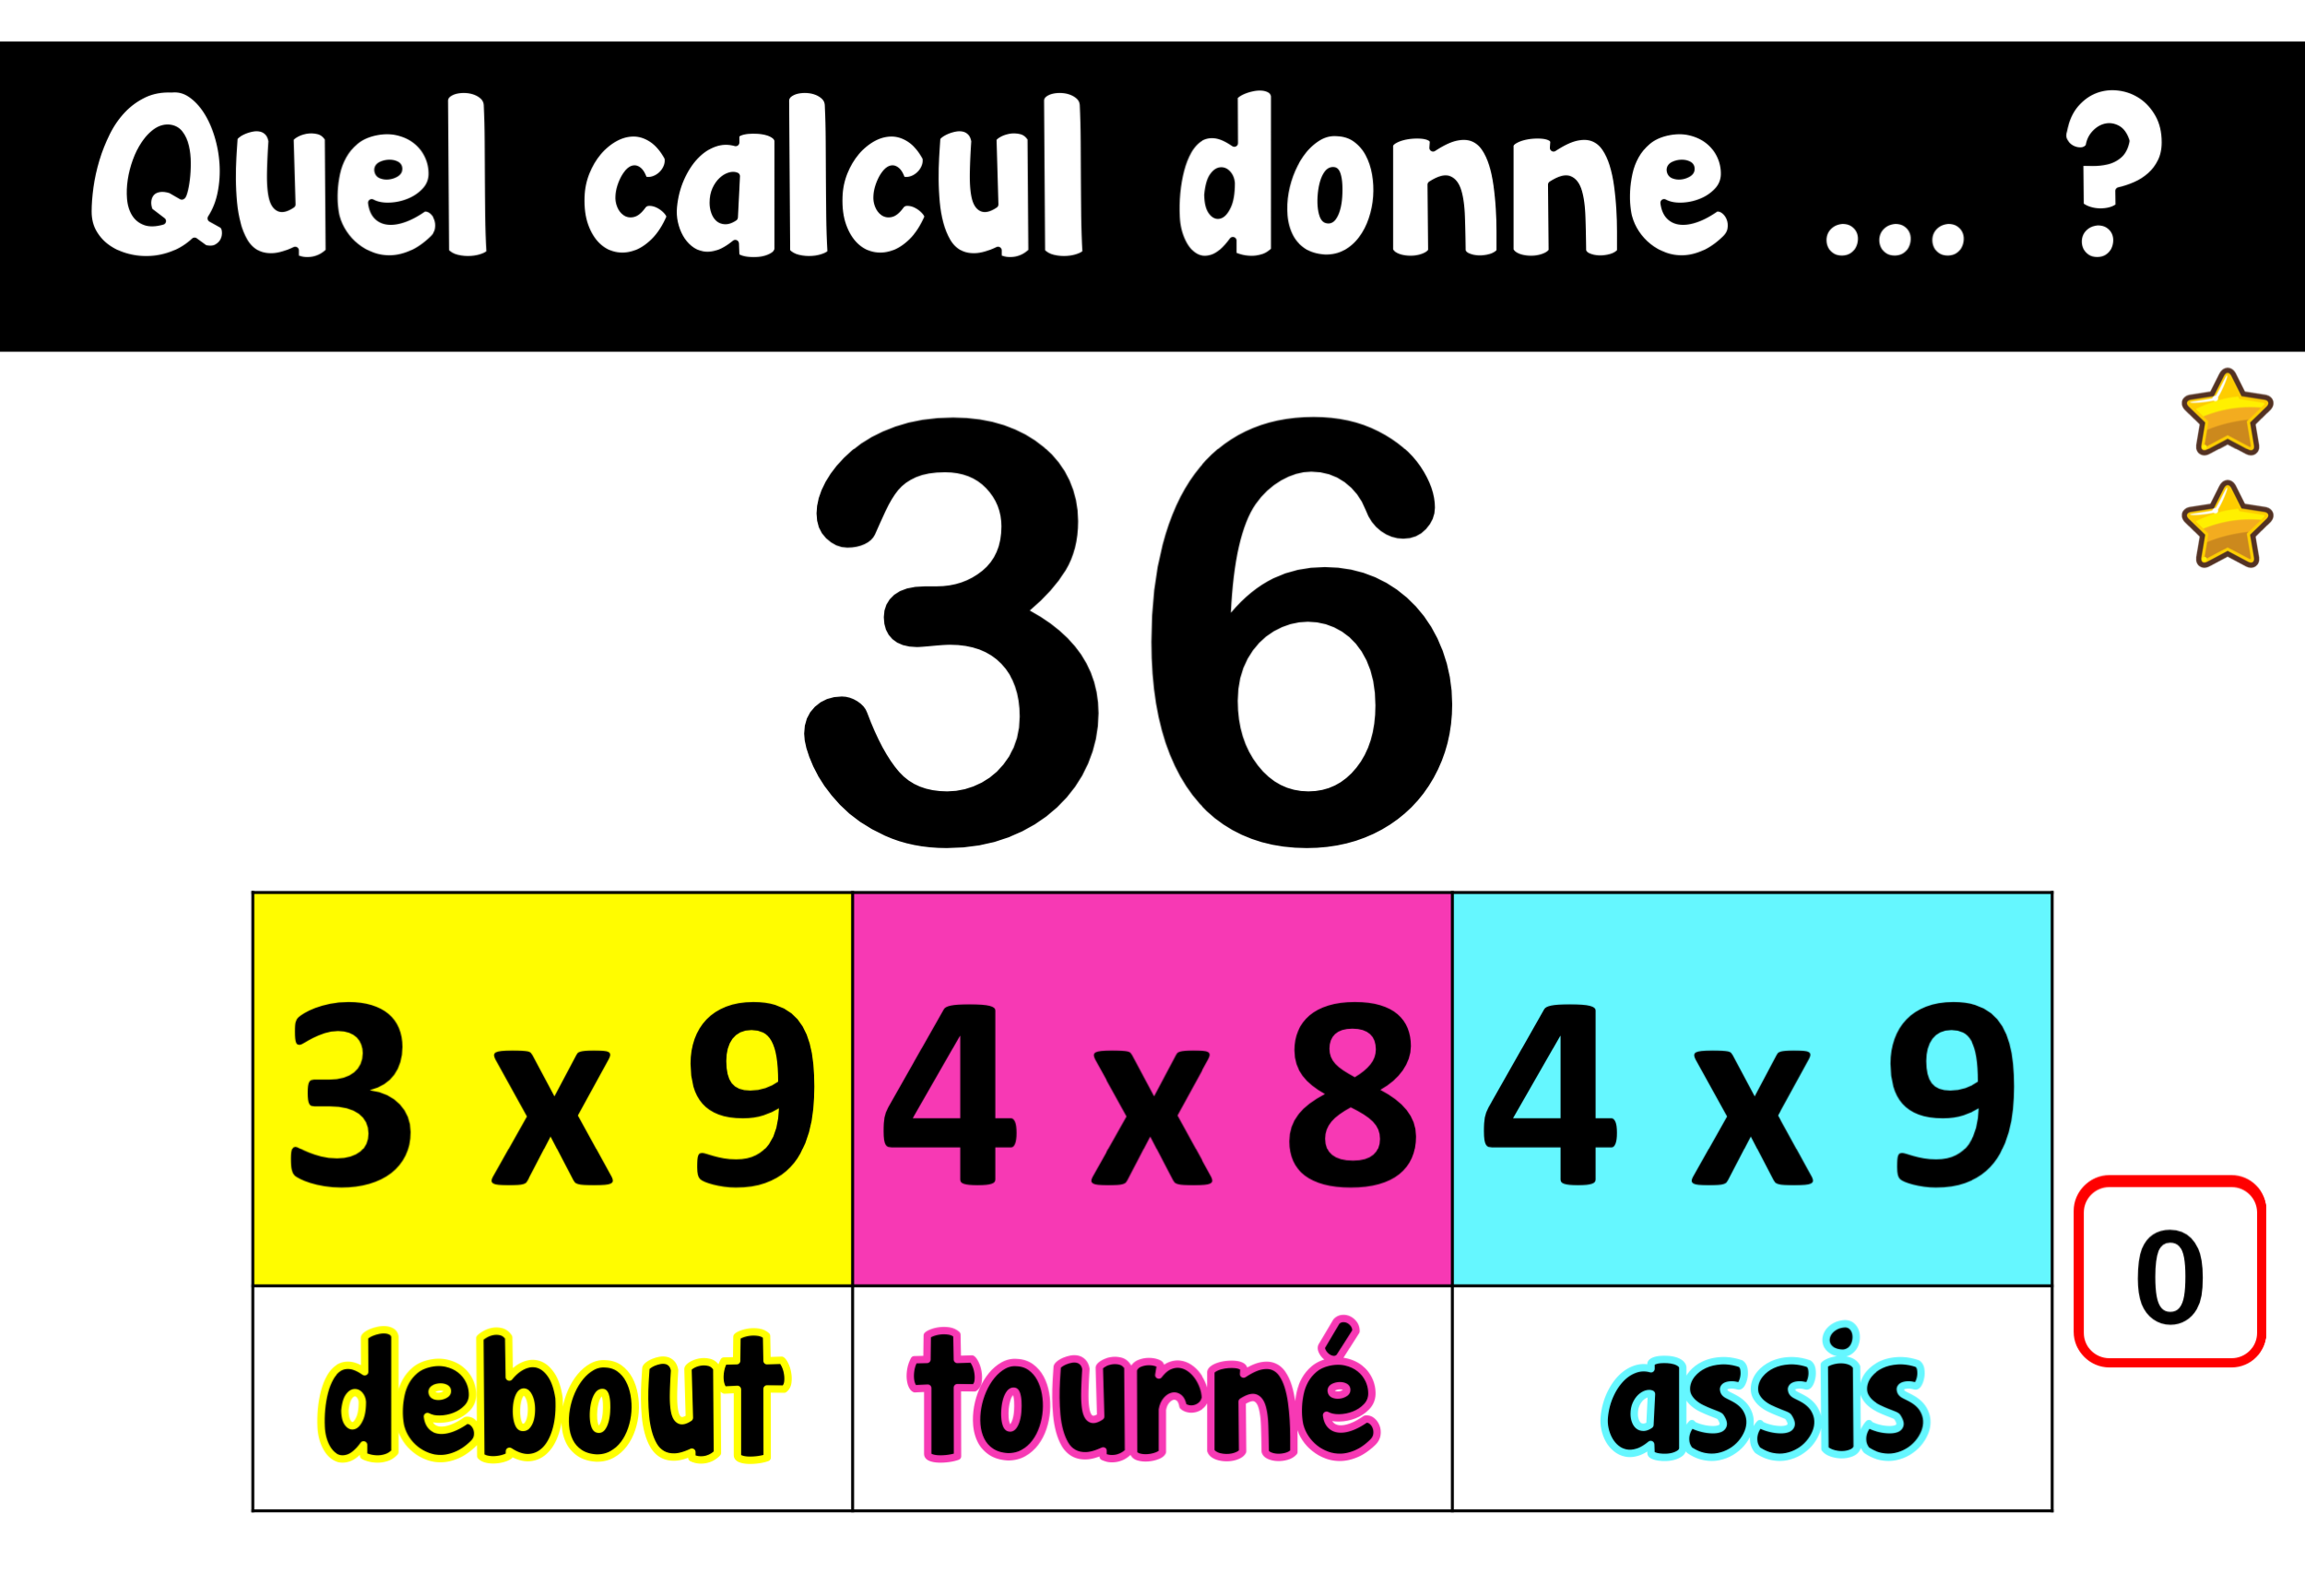 Quel calcul donne ... ?
36
3 x 9 4 x 8 4 x 9
0
debout tourné assis